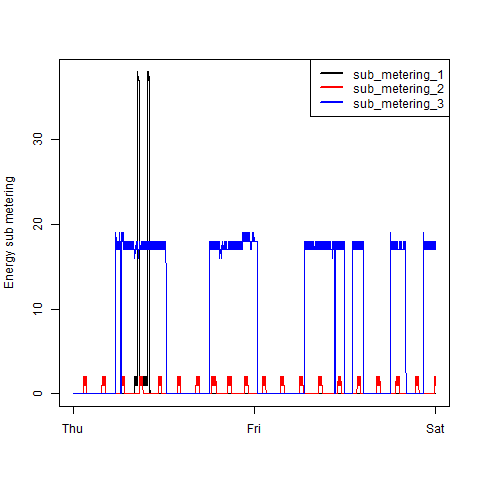 sub_metering_1
sub_metering_2
sub_metering_3
Energy sub metering
30
20
10
0
Thu Fri Sat